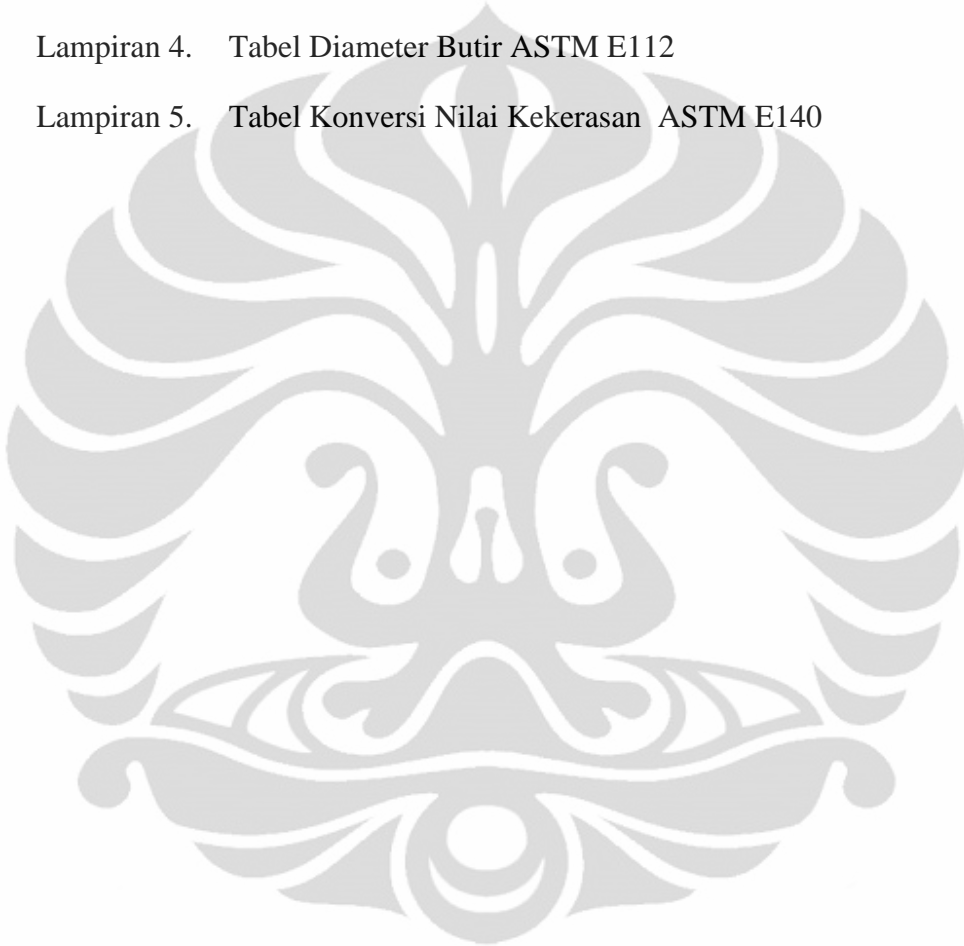 Lampiran 4. Tabel Diameter Butir ASTM E112
Lampiran 5. Tabel Konversi Nilai Kekerasan ASTM E140